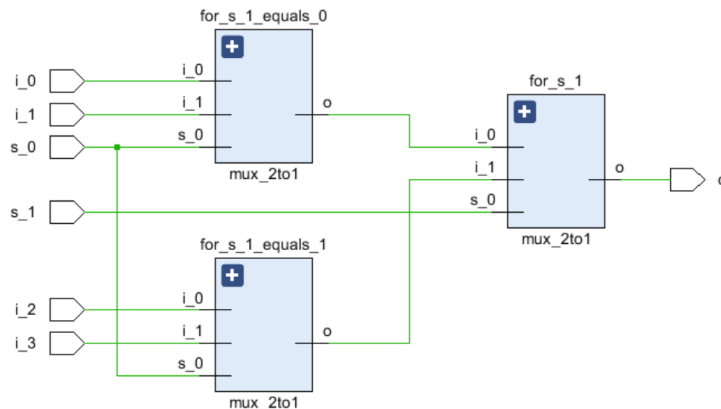 for_s_1_equals_0
i_0
i_0
i_1
i_1
o
s_0
s_0
mux_2to1
for_s_1
i_0
i_1
o
s_0
mux_2to1
s_1
for_s_1_equals_1
i_2
i_0
i_3
i_1
o
s_0
mux_2to1